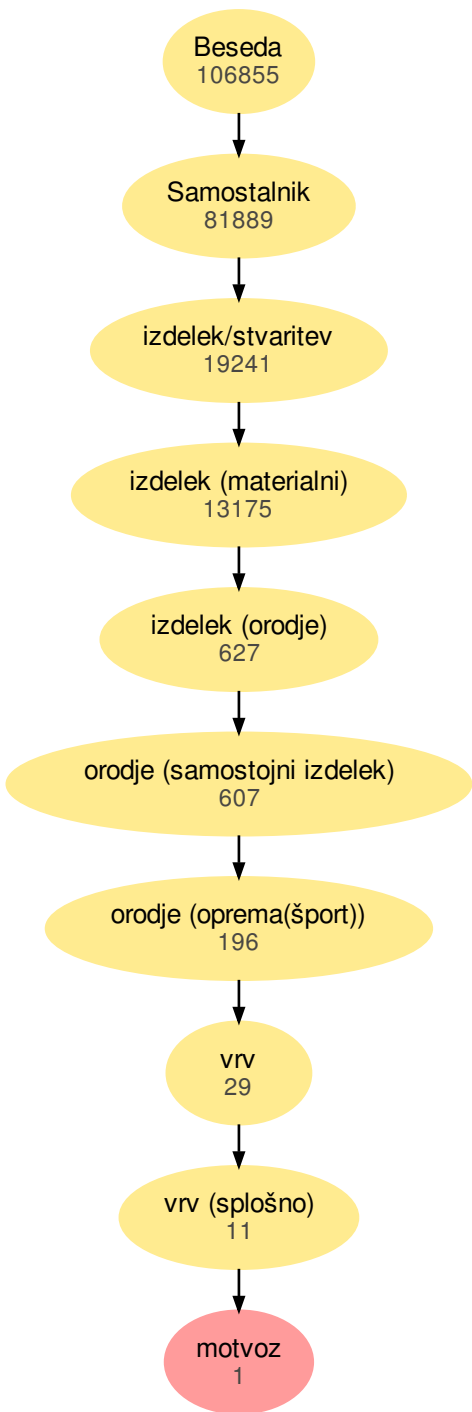 Beseda
106855
Samostalnik
81889
izdelek/stvaritev
19241
izdelek (materialni)
13175
izdelek (orodje)
627
orodje (samostojni izdelek)
607
orodje (oprema(šport))
196
vrv
29
vrv (splošno)
11
motvoz
1